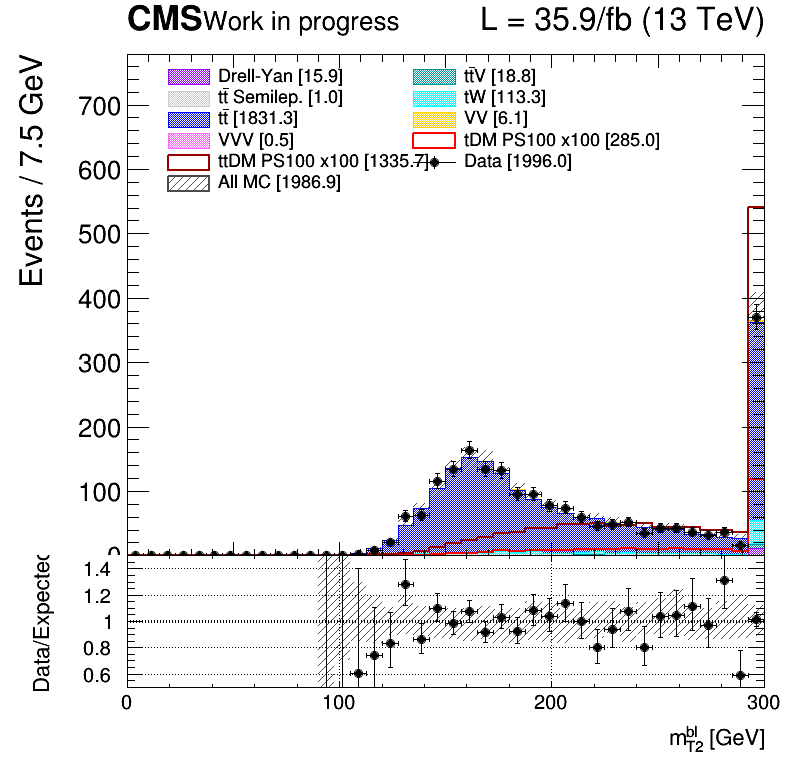 CMS Work in progress L = 35.9/fb (13 TeV)
Events / 7.5 GeV
Drell-Yan [15.9] tt̄V [18.8]
tt̄ Semilep. [1.0] tW [113.3]
tt̄ [1831.3] VV [6.1]
VVV [0.5] tDM PS100 x100 [285.0]
ttDM PS100 x100 [1335.7] Data [1996.0]
All MC [1986.9]
700
600
500
400
300
200
100
0
Data/Expected
1.4
1.2
1
0.8
0.6
0 100 200 300
m_{T2}^{bl} [GeV]